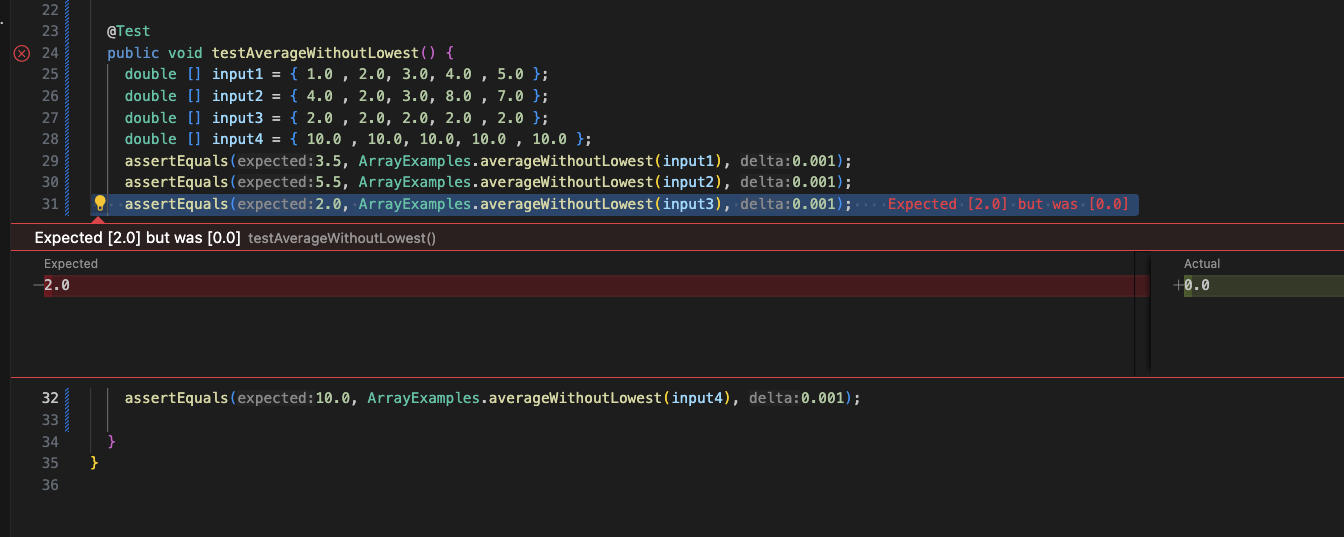 22
23 @Test
24 public void testAverageWithoutLowest() {
25 double [] input1 = { 1.0 , 2.0, 3.0, 4.0 , 5.0 };
26 double [] input2 = { 4.0 , 2.0, 3.0, 8.0 , 7.0 };
27 double [] input3 = { 2.0 , 2.0, 2.0, 2.0 , 2.0 };
28 double [] input4 = { 10.0 , 10.0, 10.0, 10.0 , 10.0 };
29 assertEquals(expected:3.5, ArrayExamples.averageWithoutLowest(input1), delta:0.001);
30 assertEquals(expected:5.5, ArrayExamples.averageWithoutLowest(input2), delta:0.001);
31 assertEquals(expected:2.0, ArrayExamples.averageWithoutLowest(input3), delta:0.001);···· Expected·[2.0]·but·was·[0.0]
Expected [2.0] but was [0.0] testAverageWithoutLowest()
Expected Actual
—2.0 +0.0
32 assertEquals(expected:10.0, ArrayExamples.averageWithoutLowest(input4), delta:0.001);
33
34 }
35 }
36